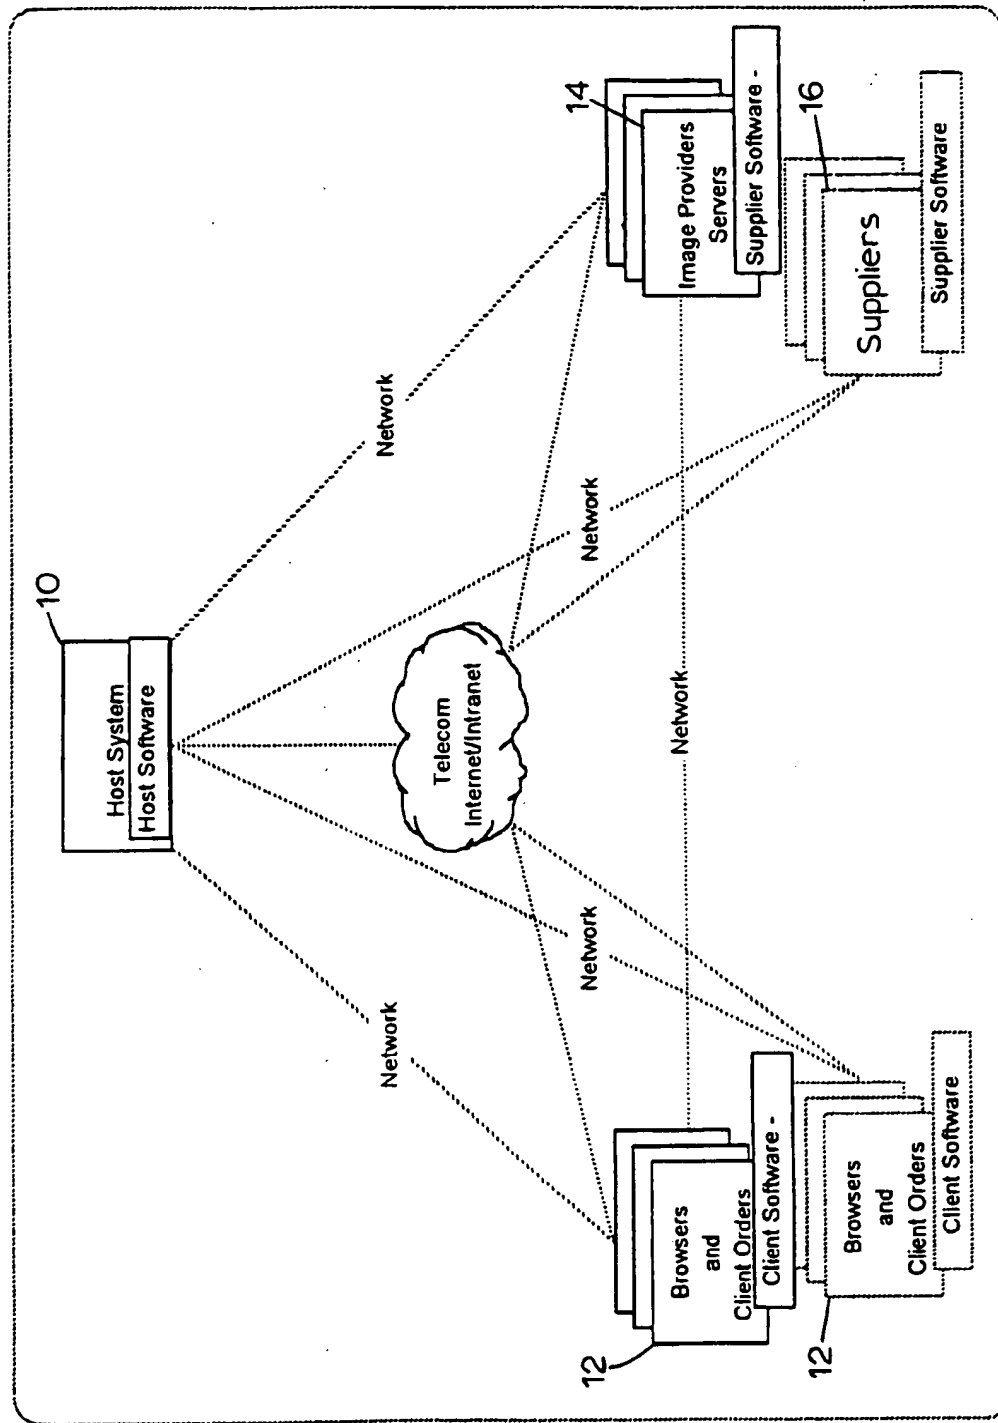 10
Host System
Host Software
Network
Network
Network
Network
Telecom
Internet/Intranet
Network
12
Browsers
and
Client Orders
Client Software -
12
Browsers
and
Client Orders
Client Software
14
Image Providers
Servers
Supplier Software -
16
Suppliers
Supplier Software